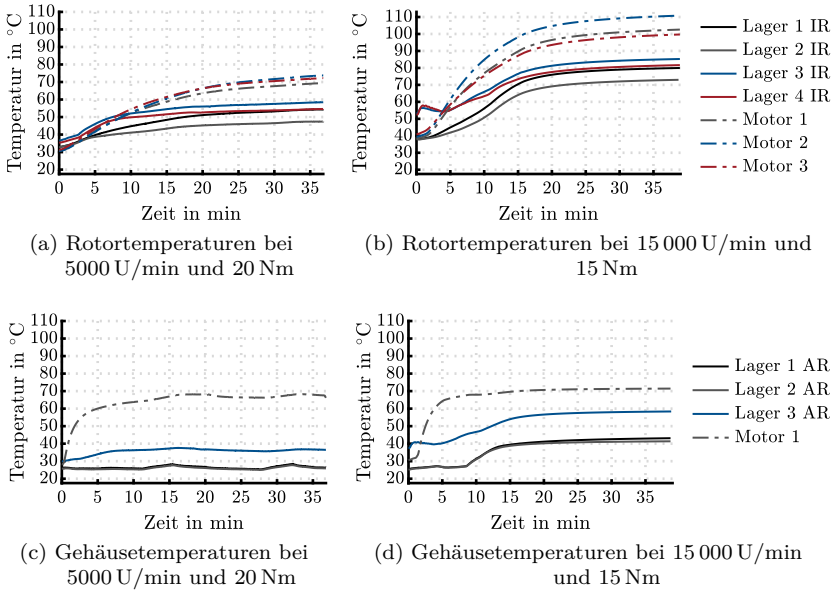 Temperatur in °C
110
100
90
80
70
60
50
40
30
20
0 5 10 15 20 25 30 35
Zeit in min
(a) Rotortemperaturen bei
5000 U/min und 20 Nm
110
100
90
80
70
60
50
40
30
20
0 5 10 15 20 25 30 35
Temperatur in °C
Zeit in min
Lager 1 IR
Lager 2 IR
Lager 3 IR
Lager 4 IR
Motor 1
Motor 2
Motor 3
(b) Rotortemperaturen bei 15 000 U/min und
15 Nm
Temperatur in °C
110
100
90
80
70
60
50
40
30
20
0 5 10 15 20 25 30 35
Zeit in min
(c) Gehäusetemperaturen bei
5000 U/min und 20 Nm
Temperatur in °C
110
100
90
80
70
60
50
40
30
20
0 5 10 15 20 25 30 35
Zeit in min
Lager 1 AR
Lager 2 AR
Lager 3 AR
Motor 1
(d) Gehäusetemperaturen bei 15 000 U/min
und 15 Nm